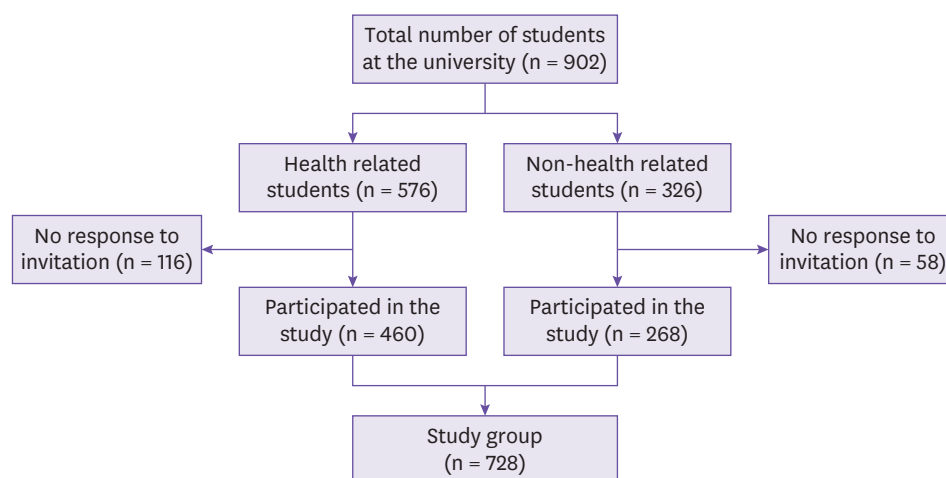 Total number of students
at the university (n = 902)
Health related
students (n = 576)
Non-health related
students (n = 326)
No response to
invitation (n = 116)
No response to
invitation (n = 58)
Participated in the
study (n = 460)
Participated in the
study (n = 268)
Study group
(n = 728)